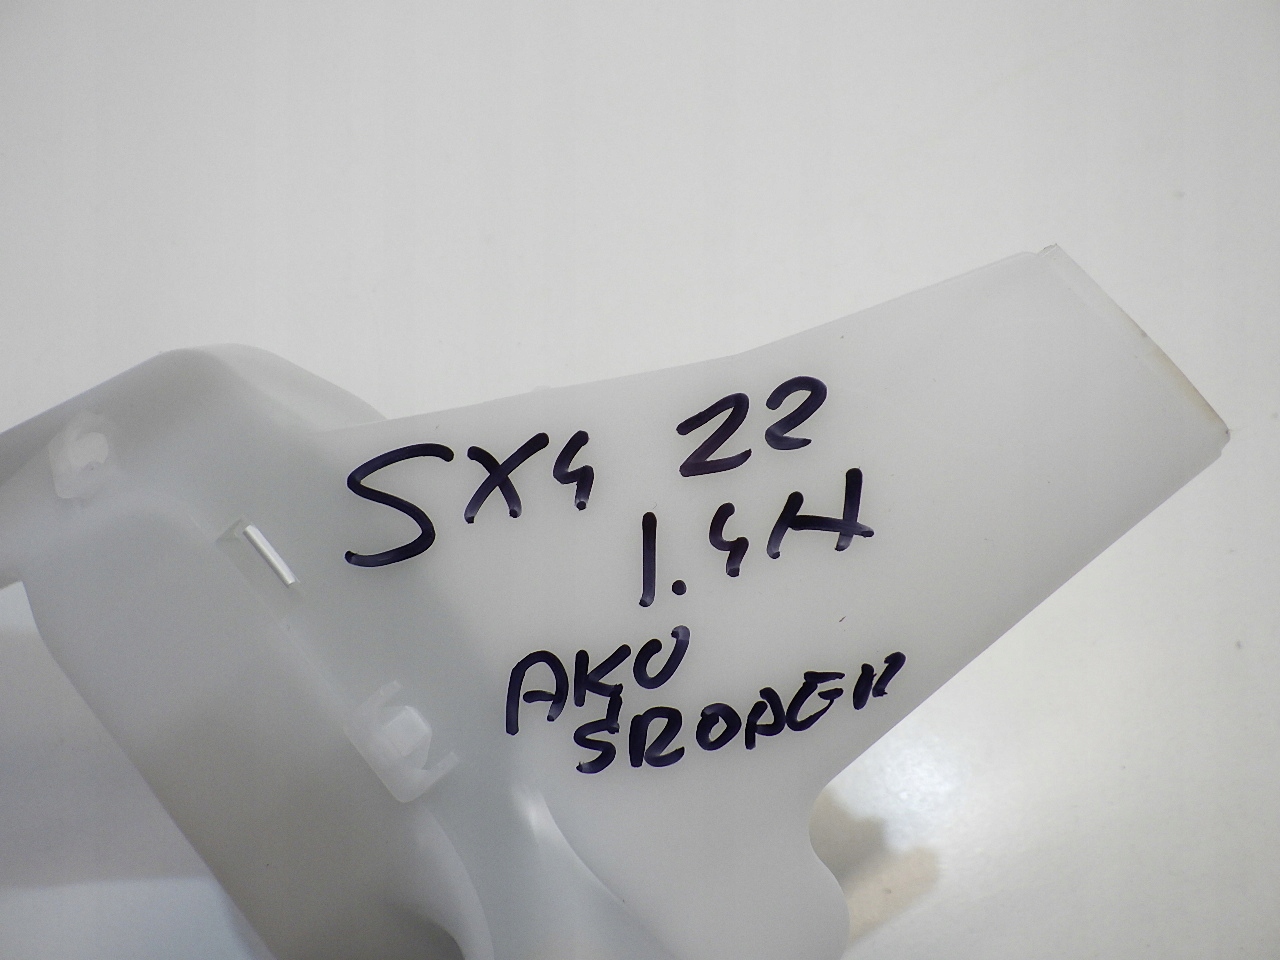 SX4 22
1.4H
AKU
SRODEK